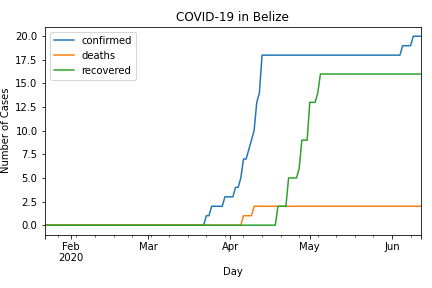 COVID-19 in Belize
confirmed
deaths
recovered
Number of Cases
20.0
17.5
15.0
12.5
10.0
7.5
5.0
2.5
0.0
Feb Mar Apr May Jun
2020
Day